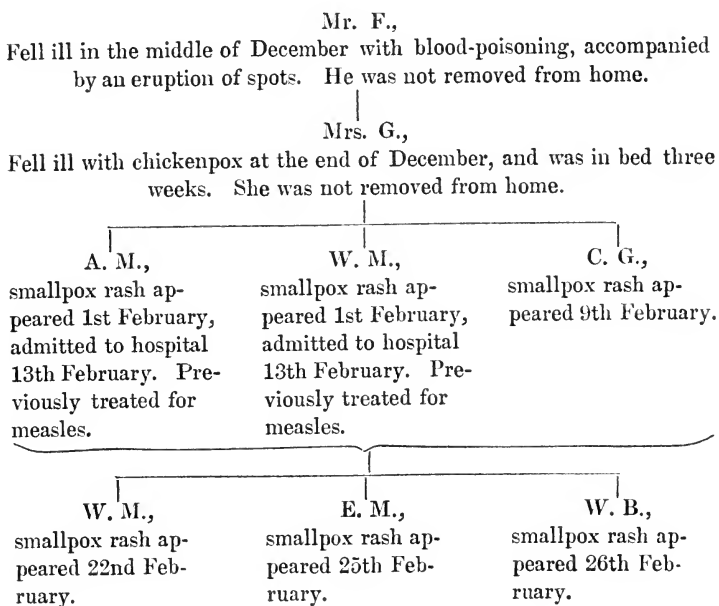 Mr. F.,
Fell ill in the middle of December with blood-poisoning, accompanied
by an eruption of spots. He was not removed from home.
Mrs. G.,
Fell ill with chickenpox at the end of December, and was in bed three
weeks. She was not removed from home.
A. M.,
smallpox rash ap-
peared 1st February,
admitted to hospital
13th February. Pre-
viously treated for
measles.
W. M.,
smallpox rash ap-
peared 1st February,
admitted to hospital
13th February. Pre-
viously treated for
measles.
C. G.,
smallpox rash ap-
peared 9th February.
W. M.,
smallpox rash ap-
peared 22nd Feb-
ruary.
E. M.,
smallpox rash ap-
peared 25th Feb-
ruary.
W. B.,
smallpox rash ap-
peared 26th Feb-
ruary.